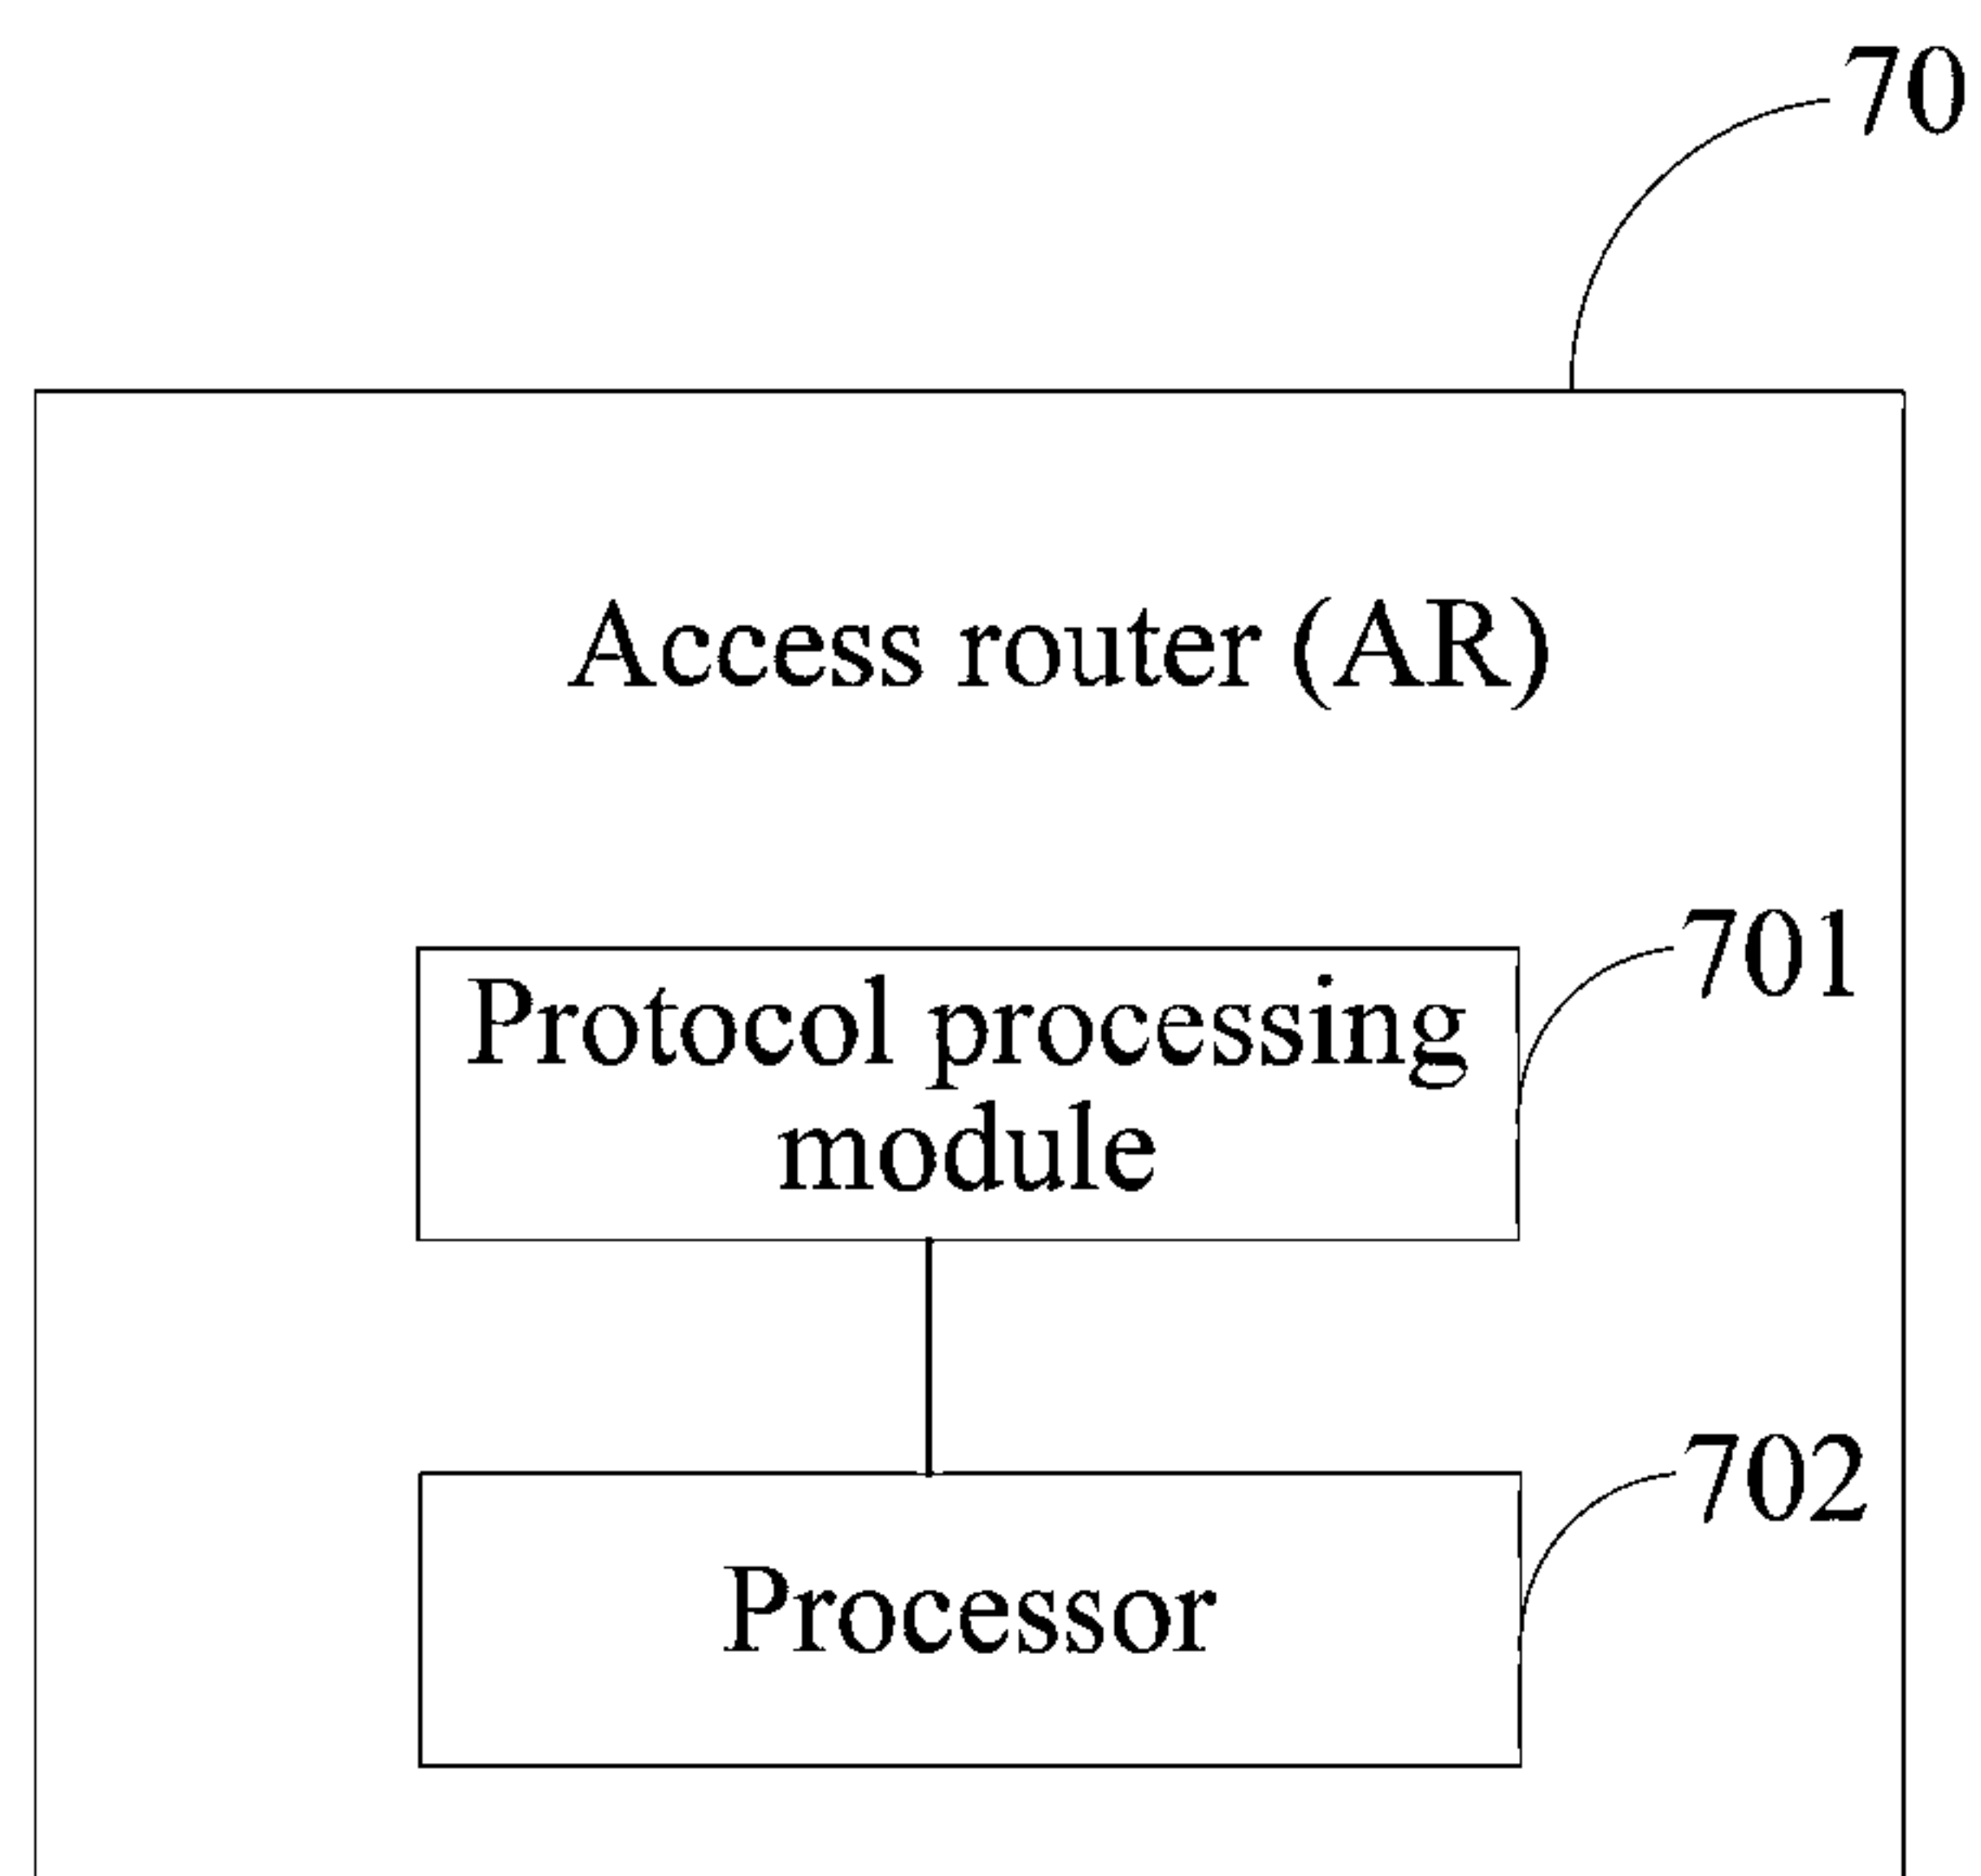 70
Access router (AR)
701
Protocol processing
module
702
Processor